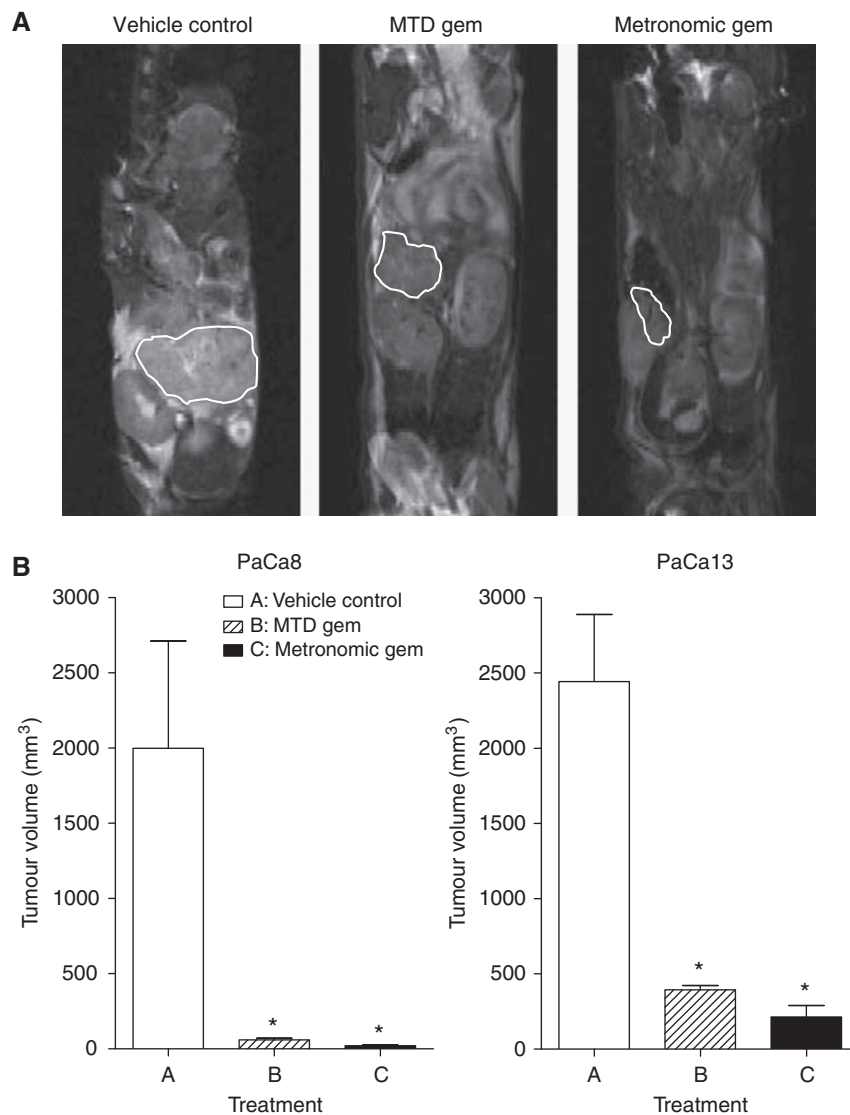 A
Vehicle control
MTD gem
Metronomic gem
B
PaCa8
PaCa13
3000
2500
2000
1500
1000
500
0
Tumour volume (mm³)
A: Vehicle control
B: MTD gem
C: Metronomic gem
*
*
A
B
C
Treatment
3000
2500
2000
1500
1000
500
0
Tumour volume (mm³)
*
*
A
B
C
Treatment